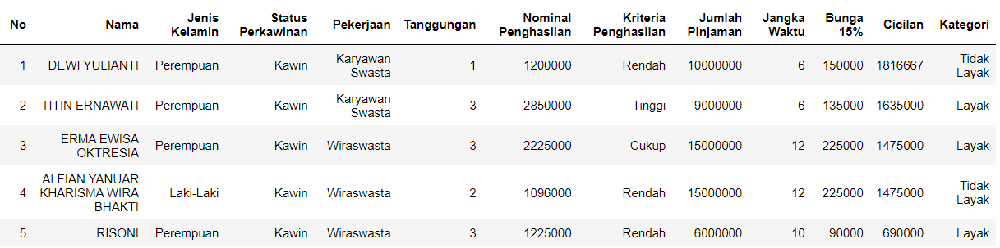 No Nama Jenis Kelamin Status Perkawinan Pekerjaan Tanggungan Nominal Penghasilan Kriteria Penghasilan Jumlah Pinjaman Jangka Waktu Bunga 15% Cicilan Kategori
1 DEWI YULIANTI Perempuan Kawin Karyawan Swasta 1 1200000 Rendah 10000000 6 150000 1816667 Tidak Layak
2 TITIN ERNAWATI Perempuan Kawin Karyawan Swasta 3 2850000 Tinggi 9000000 6 135000 1635000 Layak
3 ERMA EWISA OKTRESIA Perempuan Kawin Wiraswasta 3 2225000 Cukup 15000000 12 225000 1475000 Layak
4 ALFIAN YANUAR KHARISMA WIRA BHAKTI Laki-Laki Kawin Wiraswasta 2 1096000 Rendah 15000000 12 225000 1475000 Tidak Layak
5 RISONI Perempuan Kawin Wiraswasta 3 1225000 Rendah 6000000 10 90000 690000 Layak